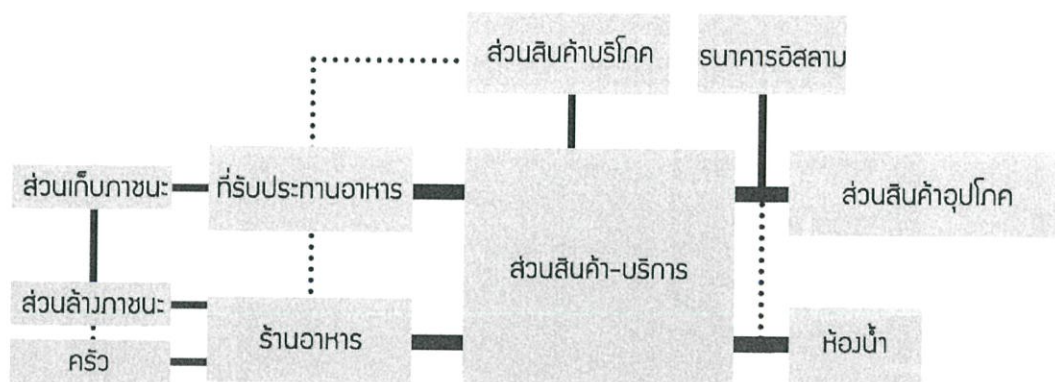 ส่วนสินค้าบริโภค
ธนาคารอิสลาม
ส่วนเก็บภาชนะ
ที่รับประทานอาหาร
ส่วนสินค้าอุปโภค
ส่วนสินค้า-บริการ
ส่วนล้างภาชนะ
ร้านอาหาร
ห้องน้ำ
ครัว